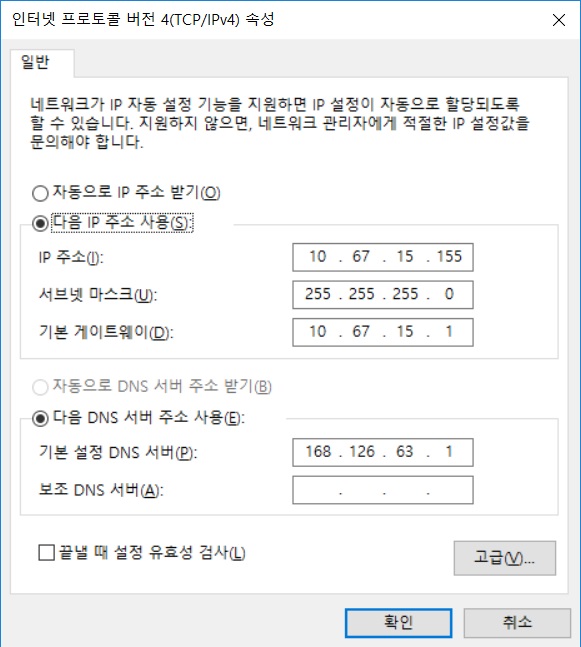 인터넷 프로토콜 버전 4(TCP/IPv4) 속성
일반
네트워크가 IP 자동 설정 기능을 지원하면 IP 설정이 자동으로 할당되도록
할 수 있습니다. 지원하지 않으면, 네트워크 관리자에게 적절한 IP 설정값을
문의해야 합니다.
자동으로 IP 주소 받기(O)
다음 IP 주소 사용(S):
IP 주소(I): 10 . 67 . 15 . 155
서브넷 마스크(U): 255 . 255 . 255 . 0
기본 게이트웨이(D): 10 . 67 . 15 . 1
자동으로 DNS 서버 주소 받기(B)
다음 DNS 서버 주소 사용(E):
기본 설정 DNS 서버(P): 168 . 126 . 63 . 1
보조 DNS 서버(A): . . .
끝낼 때 설정 유효성 검사(L)
고급(V)...
확인 취소